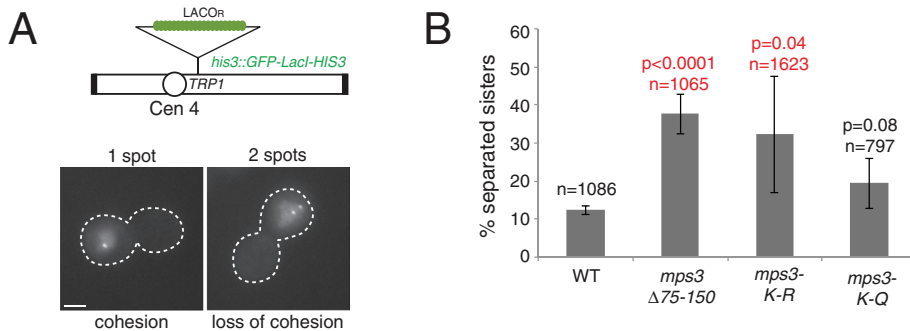 A
LACOR
his3::GFP-LacI-HIS3
TRP1
Cen 4
1 spot
2 spots
cohesion
loss of cohesion
B
% separated sisters
60
50
40
30
20
10
0
n=1086
p<0.0001
n=1065
p=0.04
n=1623
p=0.08
n=797
WT
mps3
Δ75-150
mps3-
K-R
mps3-
K-Q